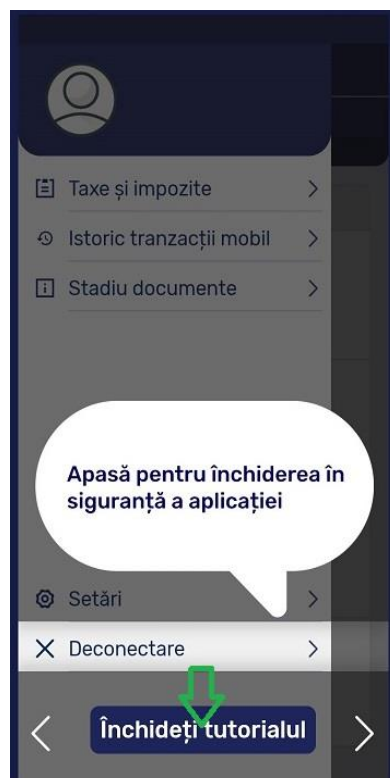 Taxe și impozite
Istoric tranzacții mobil
Stadiu documente
Apasă pentru închiderea în
siguranță a aplicației
Setări
Deconectare
Închideți tutorialul